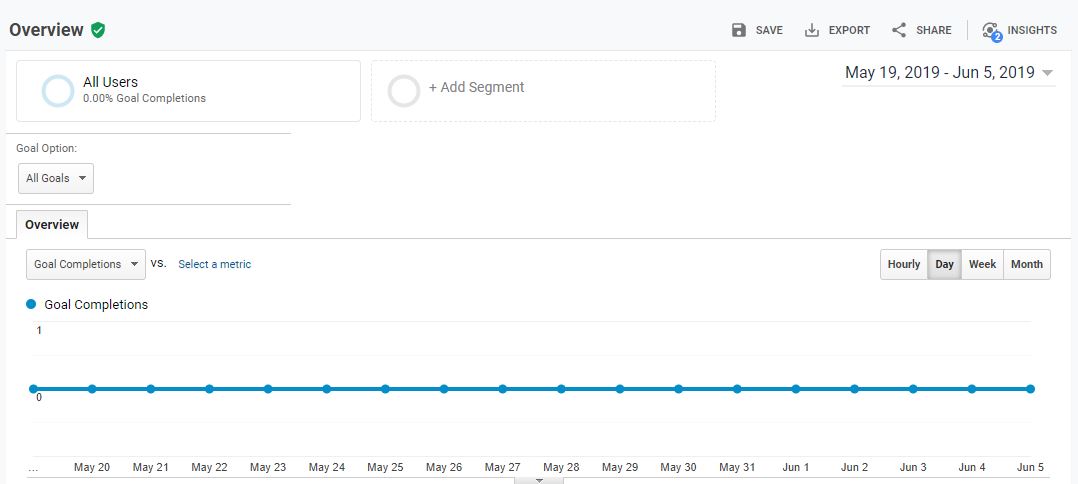 Overview
SAVE
EXPORT
SHARE
2
INSIGHTS
All Users
0.00% Goal Completions
+ Add Segment
May 19, 2019 - Jun 5, 2019
Goal Option:
All Goals
Overview
Goal Completions
vs.
Select a metric
Hourly
Day
Week
Month
Goal Completions
1
0
...
May 20
May 21
May 22
May 23
May 24
May 25
May 26
May 27
May 28
May 29
May 30
May 31
Jun 1
Jun 2
Jun 3
Jun 4
Jun 5